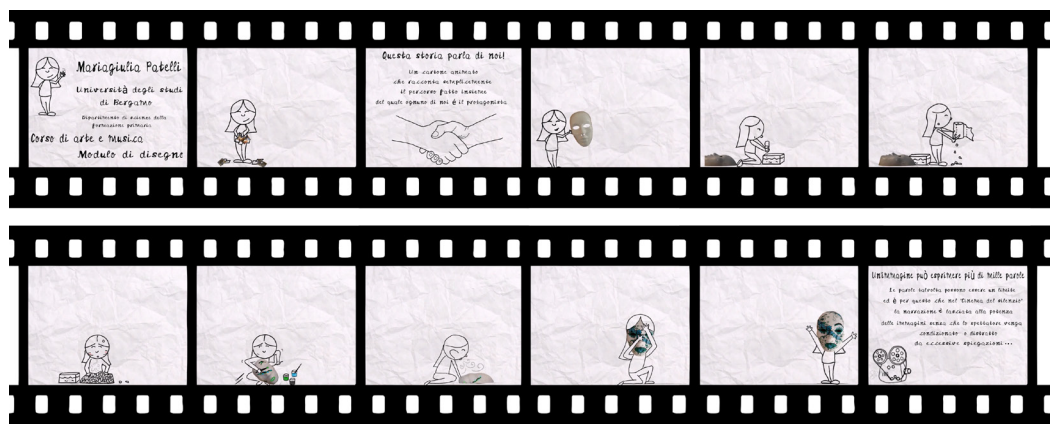 Mariagiulia Patelli
Università degli studi
di Bergamo
Dipartimento di scienze della
formazione primaria
Corso di arte e musica
Modulo di disegno
Questa storia parla di noi!
Un cartone animato
che racconta semplicemente
il percorso fatto insieme
del quale ognuno di noi è il protagonista
Un'immagine può esprimere più di mille parole
Le parole talvolta possono essere un limite
ed è per questo che nel "Cinema del silenzio"
la narrazione è lasciata alla potenza
delle immagini senza che lo spettatore venga
condizionato o distratto
da eccessive spiegazioni...